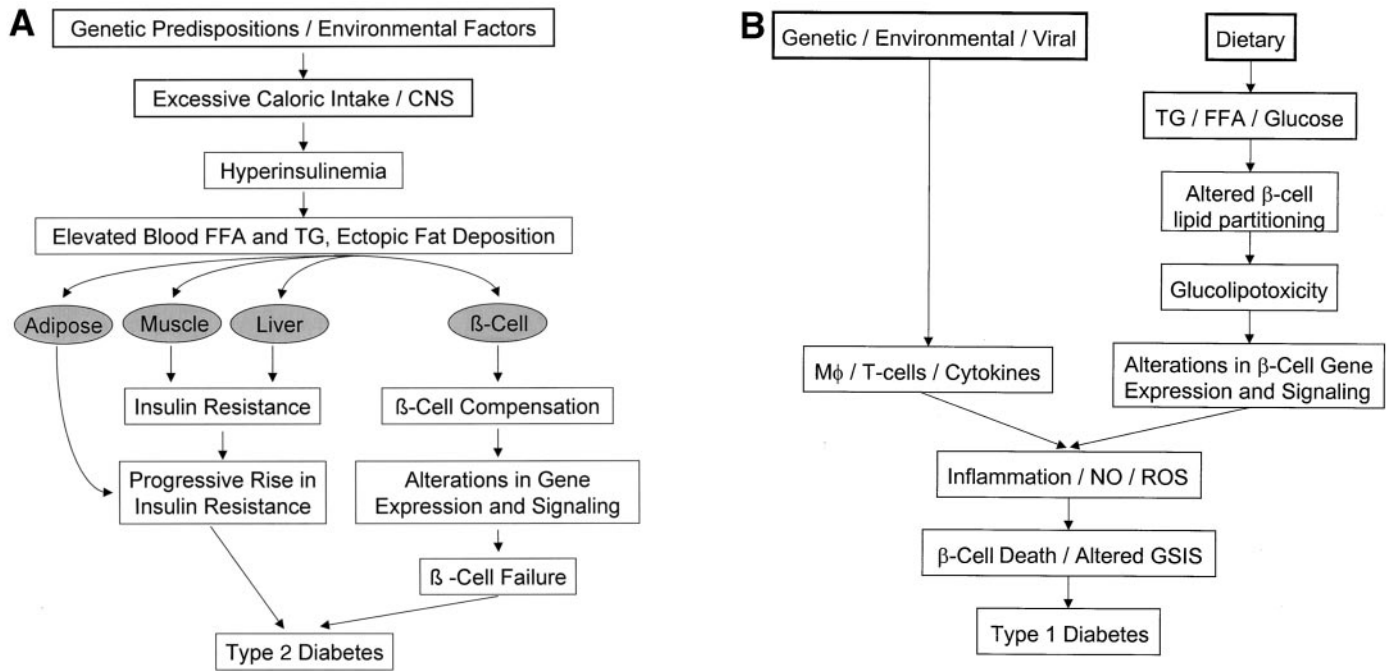 A
Genetic Predispositions / Environmental Factors
Excessive Caloric Intake / CNS
Hyperinsulinemia
Elevated Blood FFA and TG, Ectopic Fat Deposition
Adipose
Muscle
Liver
ß-Cell
Insulin Resistance
ß-Cell Compensation
Progressive Rise in
Insulin Resistance
Alterations in Gene
Expression and Signaling
ß -Cell Failure
Type 2 Diabetes
B
Genetic / Environmental / Viral
Dietary
TG / FFA / Glucose
Altered β-cell
lipid partitioning
Glucolipotoxicity
Mϕ / T-cells / Cytokines
Alterations in β-Cell Gene
Expression and Signaling
Inflammation / NO / ROS
β-Cell Death / Altered GSIS
Type 1 Diabetes